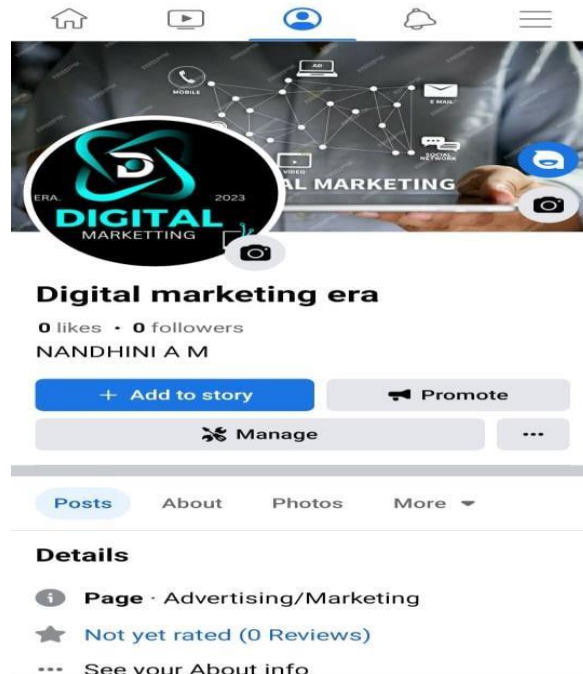 AD
MOBILE
E MAIL
SOCIAL
NETWORK
VIDEO
AL MARKETING
D
ERA.
2023
DIGITAL
MARKETTING
Digital marketing era
0 likes • 0 followers
NANDHINI A M
+ Add to story
Promote
Manage
...
Posts About Photos More
Details
Page · Advertising/Marketing
Not yet rated (0 Reviews)
... See your About info